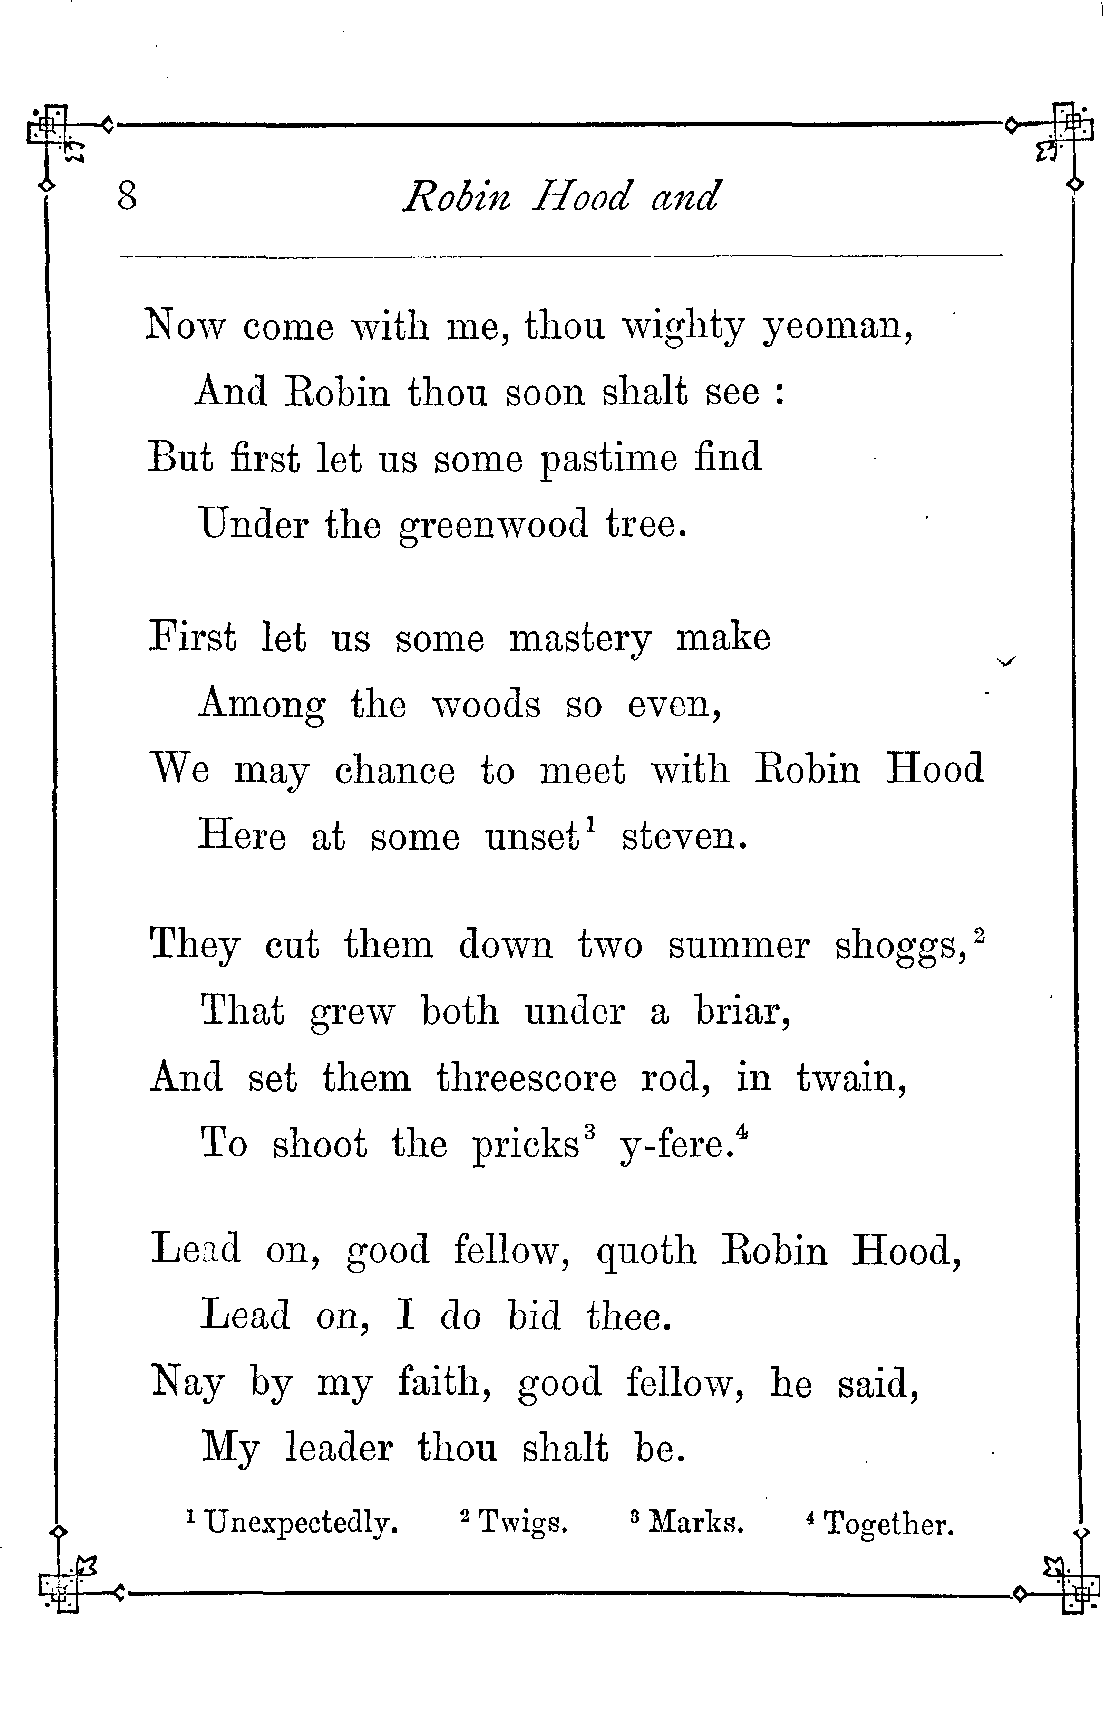 8 Robin Hood and
Now come with me, thou wighty yeoman,
And Robin thou soon shalt see :
But first let us some pastime find
Under the greenwood tree.
First let us some mastery make
Among the woods so even,
We may chance to meet with Robin Hood
Here at some unset¹ steven.
They cut them down two summer shoggs,²
That grew both under a briar,
And set them threescore rod, in twain,
To shoot the pricks³ y-fere.⁴
Lead on, good fellow, quoth Robin Hood,
Lead on, I do bid thee.
Nay by my faith, good fellow, he said,
My leader thou shalt be.
¹ Unexpectedly. ² Twigs. ³ Marks. ⁴ Together.